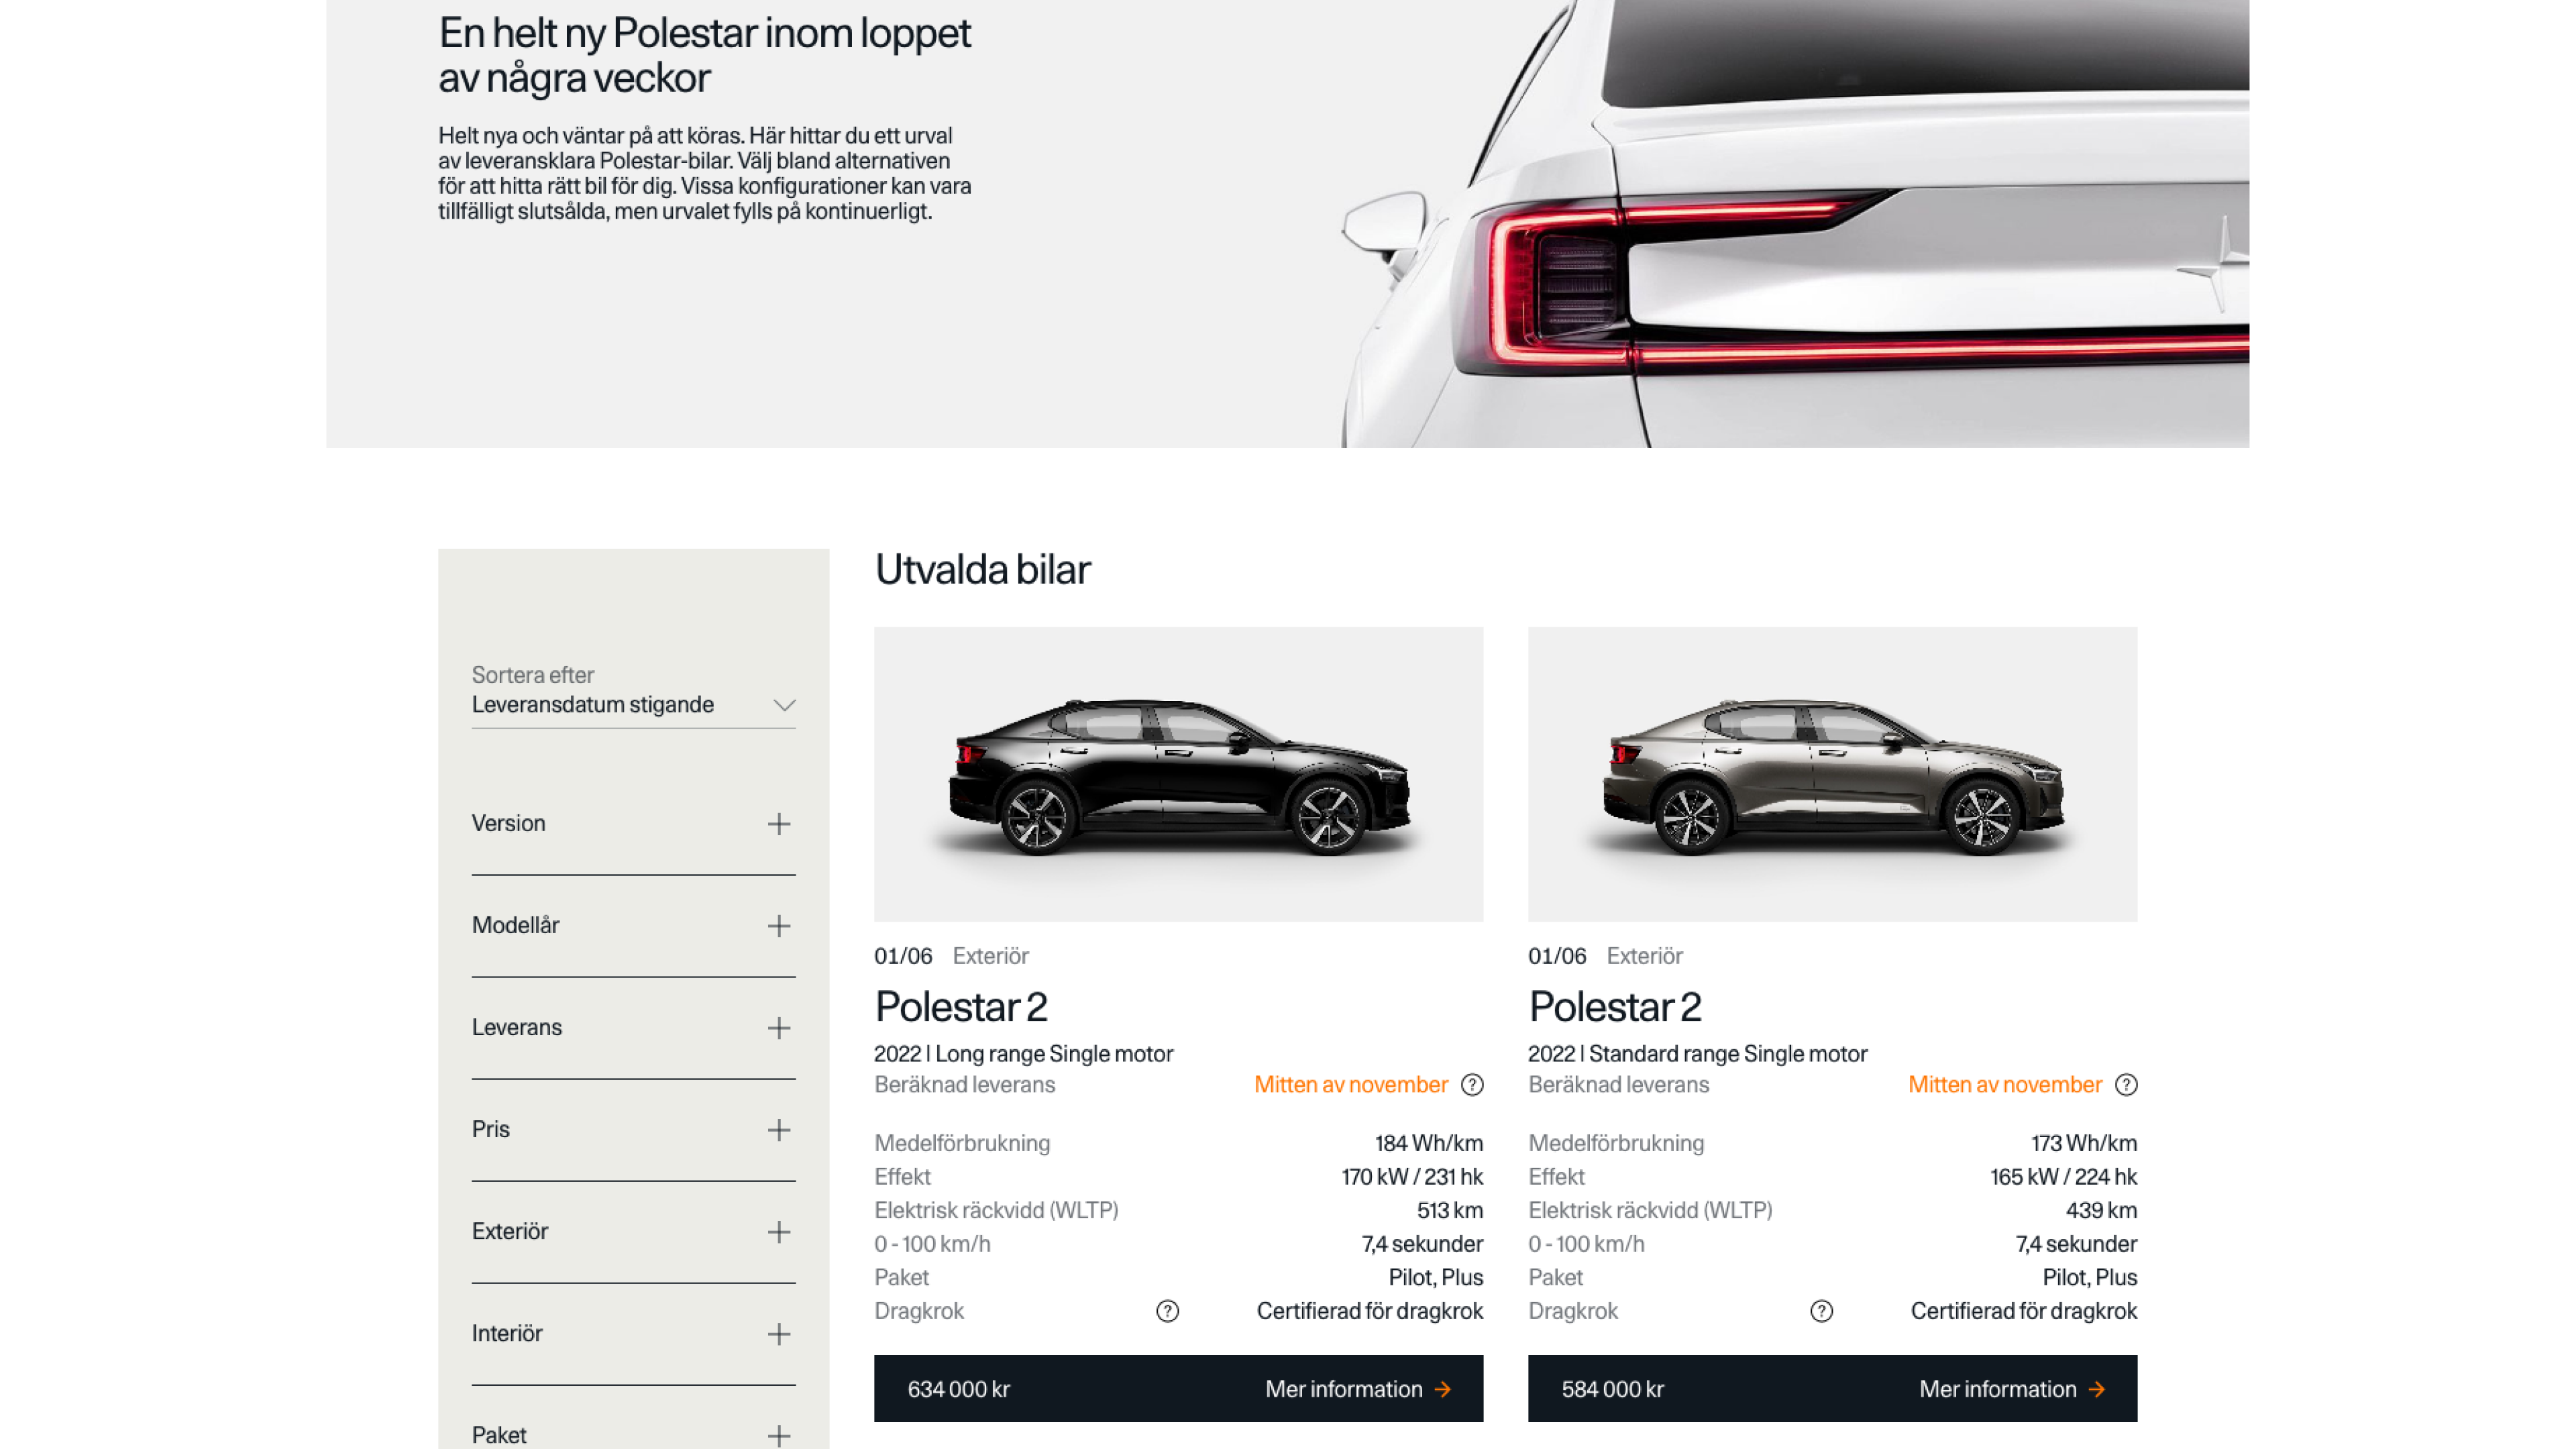 En helt ny Polestar inom loppet
av några veckor
Helt nya och väntar på att köras. Här hittar du ett urval
av leveransklara Polestar-bilar. Välj bland alternativen
för att hitta rätt bil för dig. Vissa konfigurationer kan vara
tillfälligt slutsålda, men urvalet fylls på kontinuerligt.
Sortera efter
Leveransdatum stigande
Version
Modellår
Leverans
Pris
Exteriör
Interiör
Paket
Utvalda bilar
01/06 Exteriör
Polestar 2
2022 | Long range Single motor
Beräknad leverans Mitten av november ?
Medelförbrukning 184 Wh/km
Effekt 170 kW / 231 hk
Elektrisk räckvidd (WLTP) 513 km
0 - 100 km/h 7,4 sekunder
Paket Pilot, Plus
Dragkrok ? Certifierad för dragkrok
634 000 kr Mer information →
01/06 Exteriör
Polestar 2
2022 | Standard range Single motor
Beräknad leverans Mitten av november ?
Medelförbrukning 173 Wh/km
Effekt 165 kW / 224 hk
Elektrisk räckvidd (WLTP) 439 km
0 - 100 km/h 7,4 sekunder
Paket Pilot, Plus
Dragkrok ? Certifierad för dragkrok
584 000 kr Mer information →